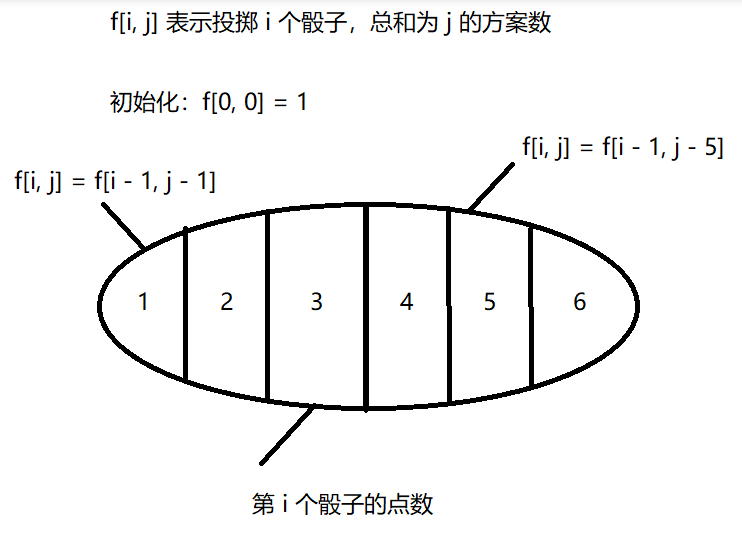 f[i, j] 表示投掷 i 个骰子，总和为 j 的方案数
初始化：f[0, 0] = 1
f[i, j] = f[i - 1, j - 5]
f[i, j] = f[i - 1, j - 1]
1 2 3 4 5 6
第 i 个骰子的点数